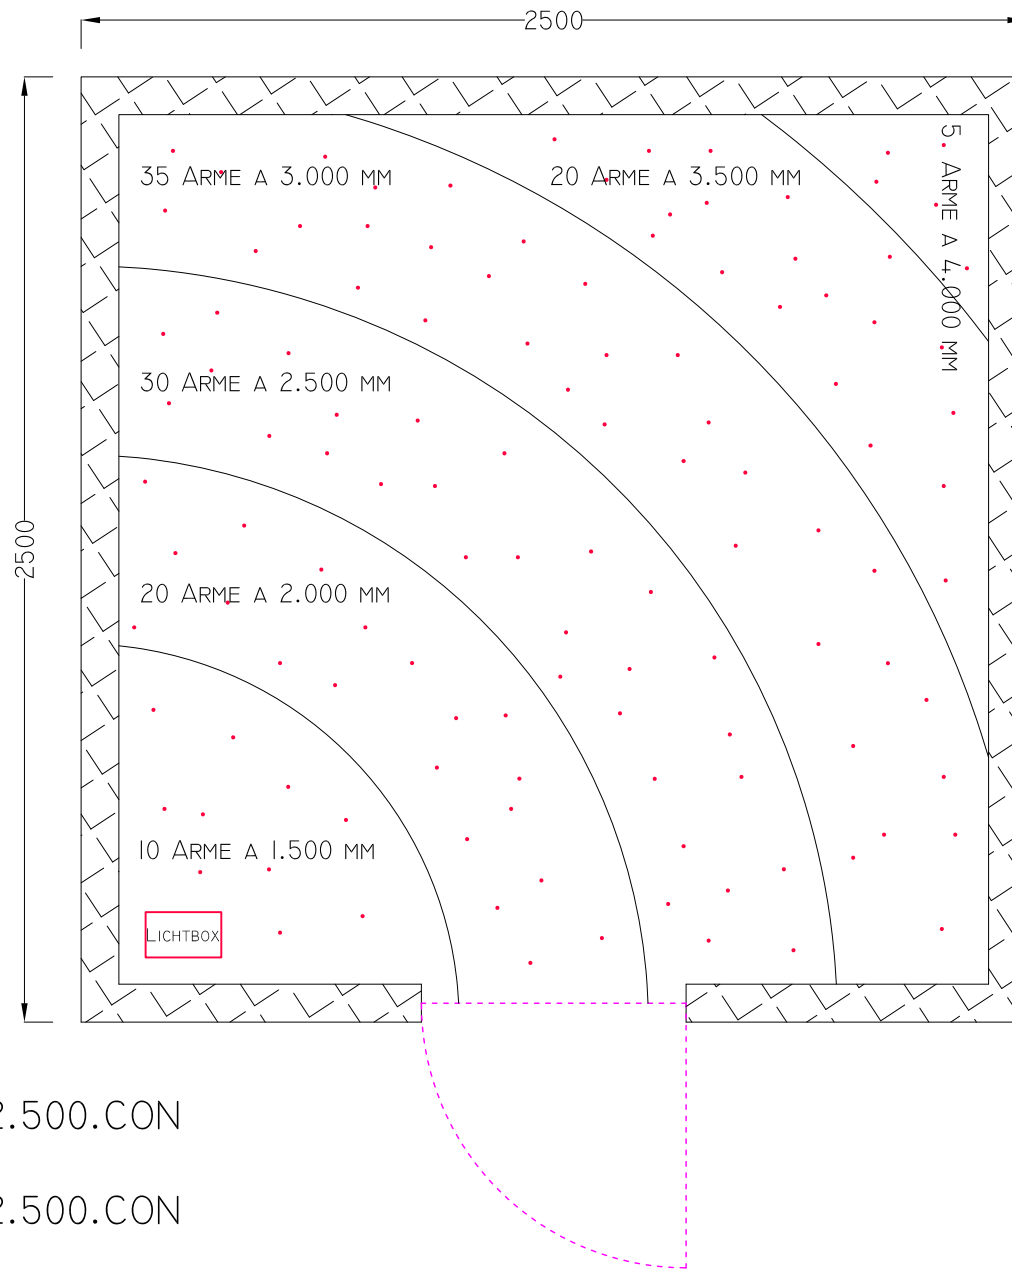 2500
35 ARME A 3.000 MM
20 ARME A 3.500 MM
5. ARME A 4.000 MM
30 ARME A 2.500 MM
2500
20 ARME A 2.000 MM
10 ARME A 1.500 MM
LICHTBOX
2.500.CON
2.500.CON